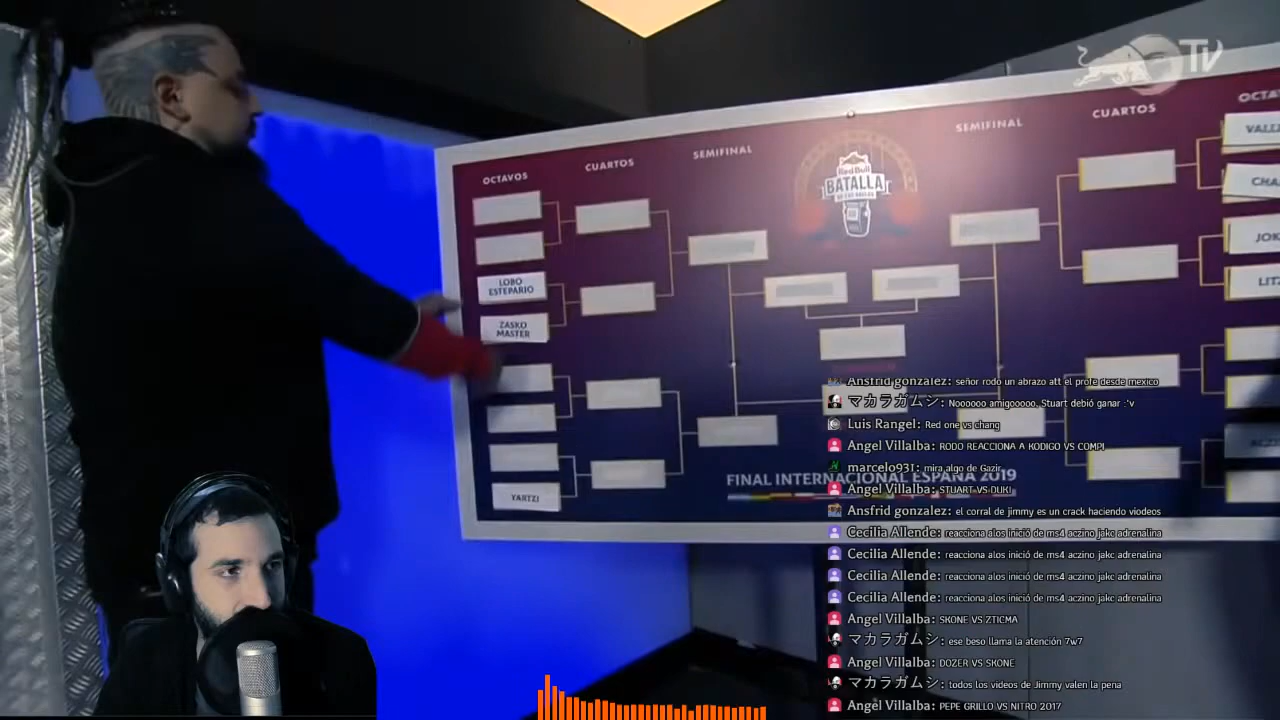 TV
OCTAVOS
CUARTOS
SEMIFINAL
SEMIFINAL
CUARTOS
Red Bull
BATALLA
LOBO
ESTEPARIO
ZASKO
MASTER
YARTZI
FINAL INTERNACIONAL ESPAÑA 2019
Ansfrid gonzalez: señor rodo un abrazo att el profe desde mexico
マカラガムシ: Noooooo amigooooo, Stuart debió ganar :'v
Luis Rangel: Red one vs chang
Angel Villalba: RODO REACCIONA A KODIGO VS COMPI
marcelo931: mira algo de Gazir
Angel Villalba: STUART VS DUKI
Ansfrid gonzalez: el corral de jimmy es un crack haciendo viodeos
Cecilia Allende: reacciona alos inició de ms4 aczino jakc adrenalina
Cecilia Allende: reacciona alos inició de ms4 aczino jakc adrenalina
Cecilia Allende: reacciona alos inició de ms4 aczino jakc adrenalina
Cecilia Allende: reacciona alos inició de ms4 aczino jakc adrenalina
Angel Villalba: SKONE VS ZTICMA
マカラガムシ: ese beso llama la atención 7w7
Angel Villalba: DOZER VS SKONE
マカラガムシ: todos los videos de Jimmy valen la pena
Angel Villalba: PEPE GRILLO VS NITRO 2017